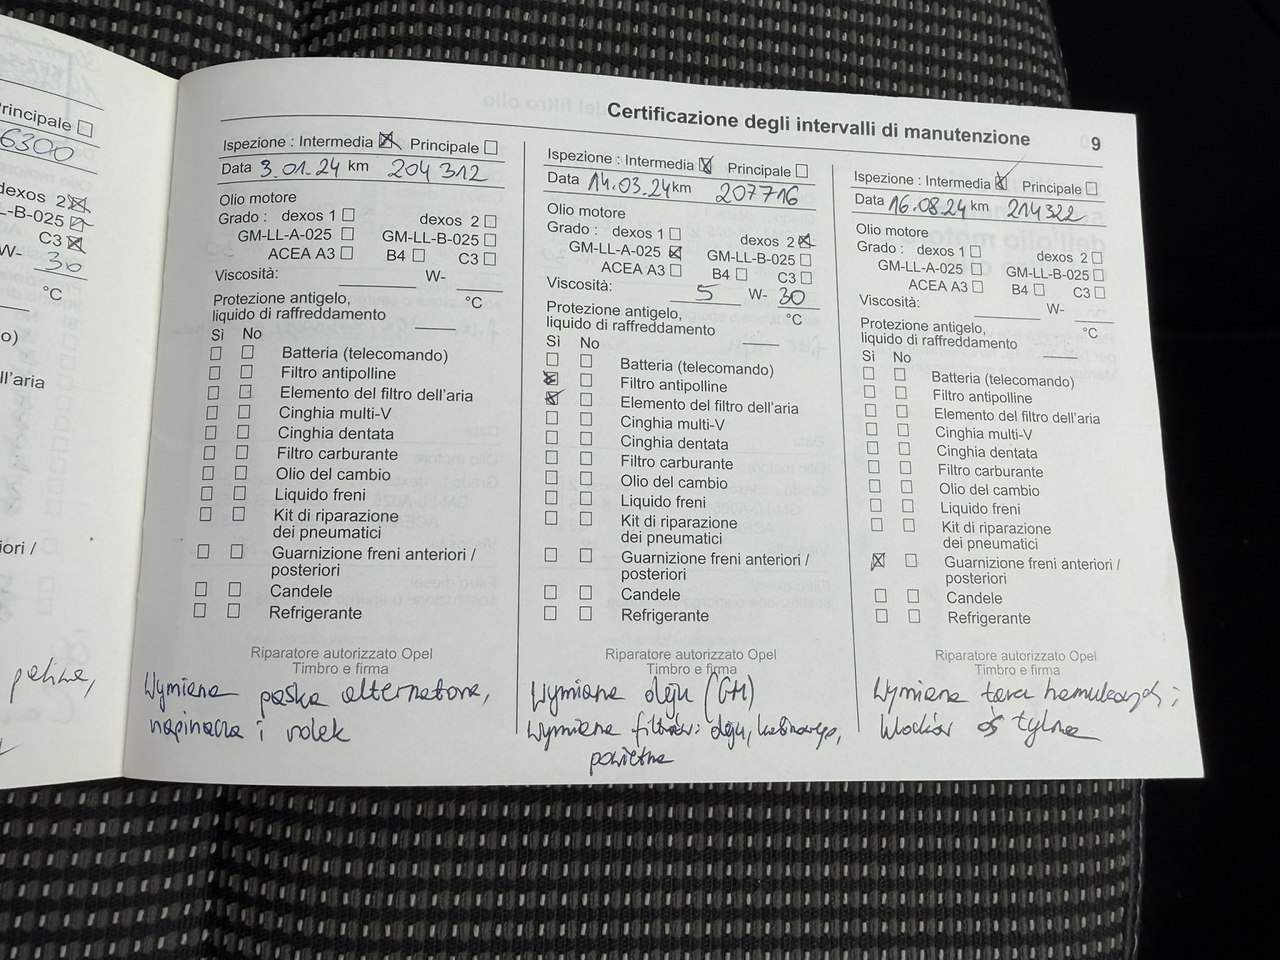 Principale ☐
6300
dexos 2 ☒
LL-B-025 ☒
C3 ☒
W- 30
°C
o)
ll'aria
iori /
paliwa,
Certificazione degli intervalli di manutenzione 9
Ispezione : Intermedia ☒ Principale ☐
Data 3.01.24 km 204 312
Olio motore
Grado : dexos 1 ☐ dexos 2 ☐
GM-LL-A-025 ☐ GM-LL-B-025 ☐
ACEA A3 ☐ B4 ☐ C3 ☐
Viscosità: ____ W- ____
Protezione antigelo, °C
liquido di raffreddamento ____
Sì No
☐ ☐ Batteria (telecomando)
☐ ☐ Filtro antipolline
☐ ☐ Elemento del filtro dell'aria
☐ ☐ Cinghia multi-V
☐ ☐ Cinghia dentata
☐ ☐ Filtro carburante
☐ ☐ Olio del cambio
☐ ☐ Liquido freni
☐ ☐ Kit di riparazione
dei pneumatici
☐ ☐ Guarnizione freni anteriori /
posteriori
☐ ☐ Candele
☐ ☐ Refrigerante
Riparatore autorizzato Opel
Timbro e firma
Wymiana paska alternatora,
napinacza i rolek
Ispezione : Intermedia ☒ Principale ☐
Data 14.03.24 km 207716
Olio motore
Grado : dexos 1 ☐ dexos 2 ☒
GM-LL-A-025 ☒ GM-LL-B-025 ☐
ACEA A3 ☐ B4 ☐ C3 ☐
Viscosità: 5 W- 30
Protezione antigelo, °C
liquido di raffreddamento ____
Sì No
☐ ☐ Batteria (telecomando)
☒ ☐ Filtro antipolline
☒ ☐ Elemento del filtro dell'aria
☐ ☐ Cinghia multi-V
☐ ☐ Cinghia dentata
☐ ☐ Filtro carburante
☐ ☐ Olio del cambio
☐ ☐ Liquido freni
☐ ☐ Kit di riparazione
dei pneumatici
☐ ☐ Guarnizione freni anteriori /
posteriori
☐ ☐ Candele
☐ ☐ Refrigerante
Riparatore autorizzato Opel
Timbro e firma
Wymiana oleju (GM)
Wymiana filtrów: oleju, kabinowego,
powietrza
Ispezione : Intermedia ☒ Principale ☐
Data 16.08.24 km 214322
Olio motore
Grado : dexos 1 ☐ dexos 2 ☐
GM-LL-A-025 ☐ GM-LL-B-025 ☐
ACEA A3 ☐ B4 ☐ C3 ☐
Viscosità: ____ W- ____
Protezione antigelo, °C
liquido di raffreddamento ____
Sì No
☐ ☐ Batteria (telecomando)
☐ ☐ Filtro antipolline
☐ ☐ Elemento del filtro dell'aria
☐ ☐ Cinghia multi-V
☐ ☐ Cinghia dentata
☐ ☐ Filtro carburante
☐ ☐ Olio del cambio
☐ ☐ Liquido freni
☐ ☐ Kit di riparazione
dei pneumatici
☒ ☐ Guarnizione freni anteriori /
posteriori
☐ ☐ Candele
☐ ☐ Refrigerante
Riparatore autorizzato Opel
Timbro e firma
Wymiana tarcz hamulcowych i
klocków oś tylna